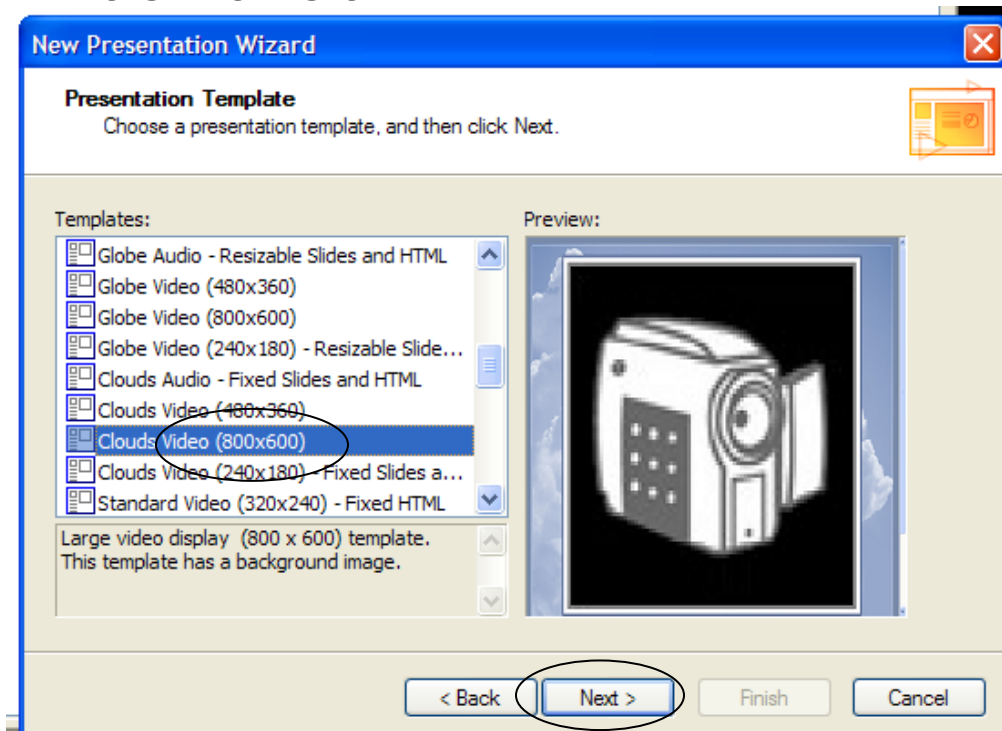 New Presentation Wizard
Presentation Template
Choose a presentation template, and then click Next.
Templates:
Preview:
Globe Audio - Resizable Slides and HTML
Globe Video (480x360)
Globe Video (800x600)
Globe Video (240x180) - Resizable Slide...
Clouds Audio - Fixed Slides and HTML
Clouds Video (480x360)
Clouds Video (800x600)
Clouds Video (240x180) - Fixed Slides a...
Standard Video (320x240) - Fixed HTML
Large video display (800 x 600) template.
This template has a background image.
< Back
Next >
Finish
Cancel